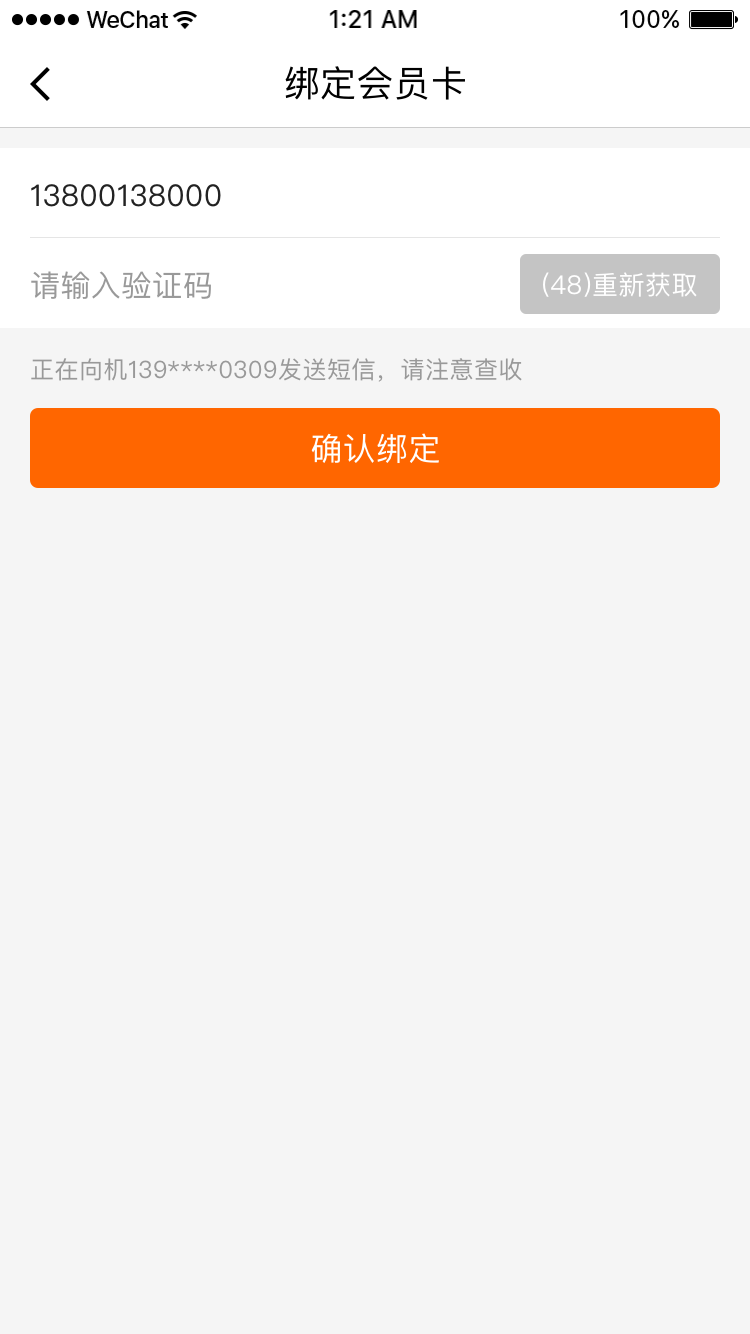 WeChat 1:21 AM 100%
绑定会员卡
13800138000
请输入验证码 (48)重新获取
正在向机139****0309发送短信，请注意查收
确认绑定